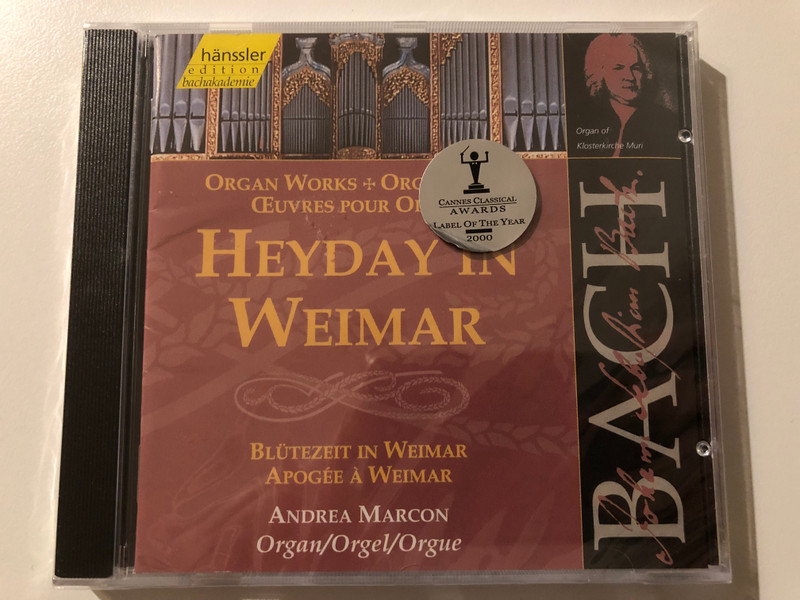 hänssler
edition
bachakademie
Organ of
Klosterkirche Muri
ORGAN WORKS + ORG
ŒUVRES POUR O
CANNES CLASSICAL
AWARDS
LABEL OF THE YEAR
2000
HEYDAY IN
WEIMAR
BLÜTEZEIT IN WEIMAR
APOGÉE À WEIMAR
ANDREA MARCON
Organ/Orgel/Orgue
BACH